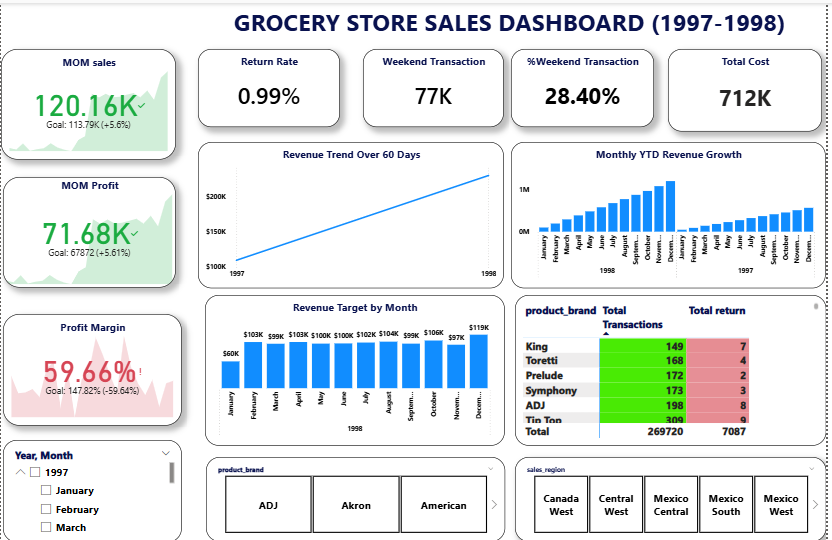 GROCERY STORE SALES DASHBOARD (1997-1998)
MOM sales
120.16K✓
Goal: 113.79K (+5.6%)
Return Rate
0.99%
Weekend Transaction
77K
%Weekend Transaction
28.40%
Total Cost
712K
MOM Profit
71.68K✓
Goal: 67872 (+5.61%)
Profit Margin
59.66%!
Goal: 147.82% (-59.64%)
Revenue Trend Over 60 Days
$200K
$150K
$100K
1997 1998
Monthly YTD Revenue Growth
1M
0M
January February March April May June July August Septem... October Novem... Decem... January February March April May June July August Septem... October Novem... Decem...
1998 1997
Revenue Target by Month
$60K $103K $99K $103K $100K $100K $102K $104K $99K $106K $97K $119K
January February March April May June July August Septem... October Novem... Decem...
1998
product_brand Total Transactions Total return
King 149 7
Toretti 168 4
Prelude 172 2
Symphony 173 3
ADJ 198 8
Tip Top 309 9
Total 269720 7087
Year, Month
1997
January
February
March
product_brand
ADJ Akron American
sales_region
Canada West
Central West
Mexico Central
Mexico South
Mexico West